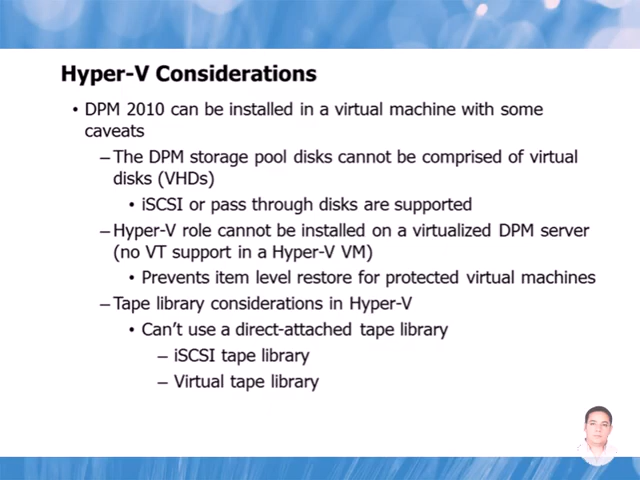 Hyper-V Considerations
• DPM 2010 can be installed in a virtual machine with some
caveats
– The DPM storage pool disks cannot be comprised of virtual
disks (VHDs)
• iSCSI or pass through disks are supported
– Hyper-V role cannot be installed on a virtualized DPM server
(no VT support in a Hyper-V VM)
• Prevents item level restore for protected virtual machines
– Tape library considerations in Hyper-V
• Can't use a direct-attached tape library
– iSCSI tape library
– Virtual tape library